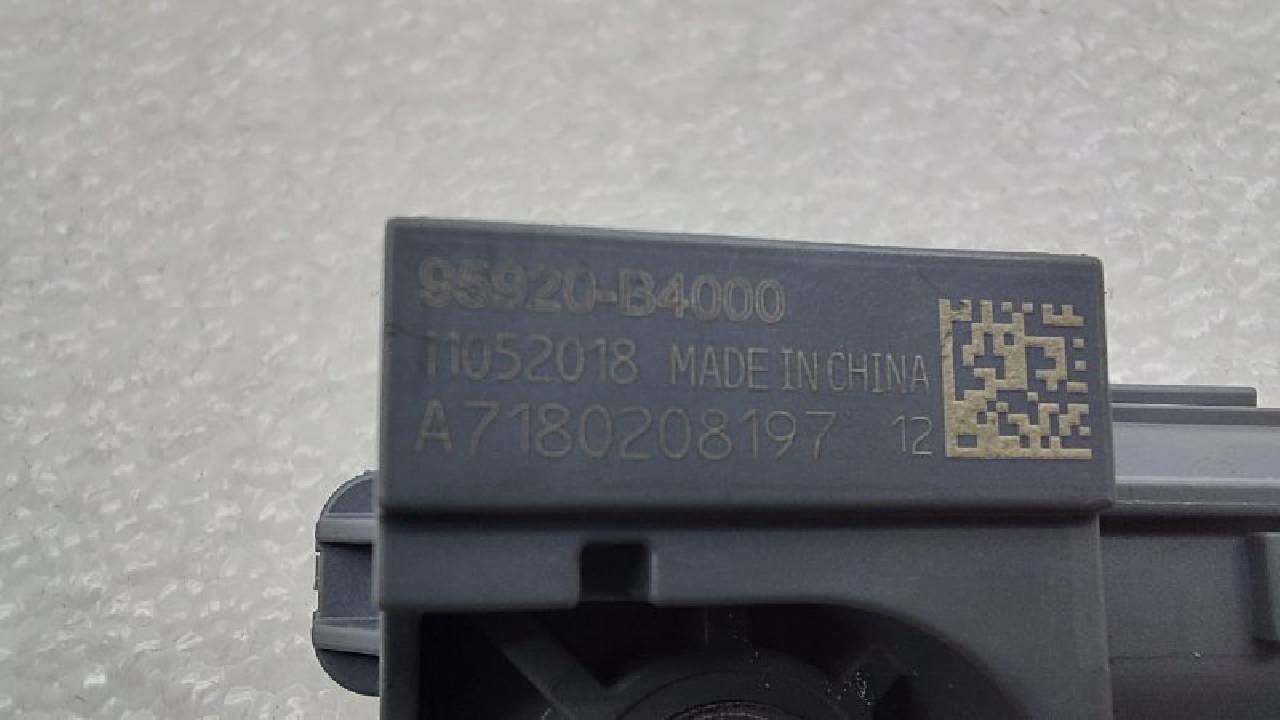 95920-B4000
11052018 MADE IN CHINA
A7180208197 12